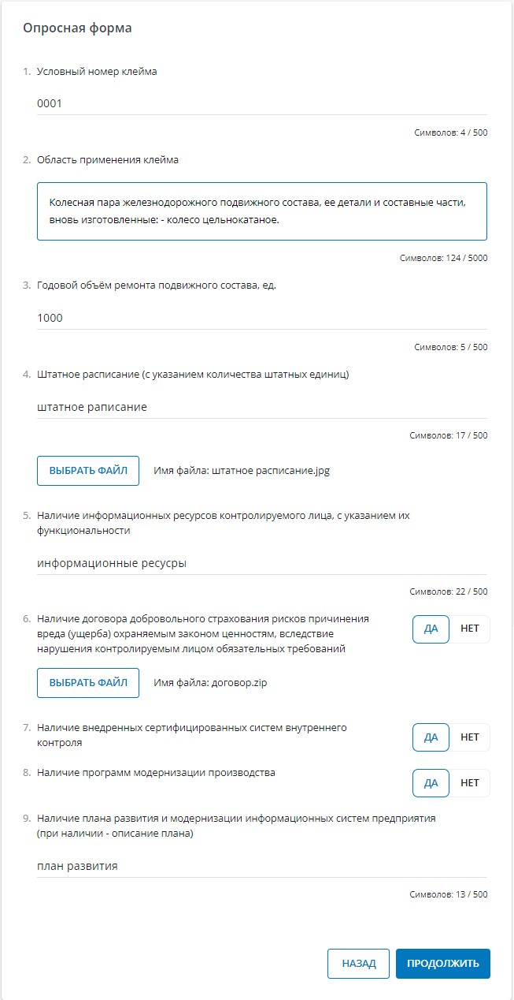 Опросная форма
1. Условный номер клейма
0001
Символов: 4 / 500
2. Область применения клейма
Колесная пара железнодорожного подвижного состава, ее детали и составные части,
вновь изготовленные: - колесо цельнокатаное.
Символов: 124 / 5000
3. Годовой объём ремонта подвижного состава, ед.
1000
Символов: 5 / 500
4. Штатное расписание (с указанием количества штатных единиц)
штатное раписание
Символов: 17 / 500
ВЫБРАТЬ ФАЙЛ Имя файла: штатное расписание.jpg
5. Наличие информационных ресурсов контролируемого лица, с указанием их
функциональности
информационные ресусры
Символов: 22 / 500
6. Наличие договора добровольного страхования рисков причинения
вреда (ущерба) охраняемым законом ценностям, вследствие
нарушения контролируемым лицом обязательных требований
ДА НЕТ
ВЫБРАТЬ ФАЙЛ Имя файла: договор.zip
7. Наличие внедренных сертифицированных систем внутреннего
контроля
ДА НЕТ
8. Наличие программ модернизации производства
ДА НЕТ
9. Наличие плана развития и модернизации информационных систем предприятия
(при наличии - описание плана)
план развития
Символов: 13 / 500
НАЗАД ПРОДОЛЖИТЬ